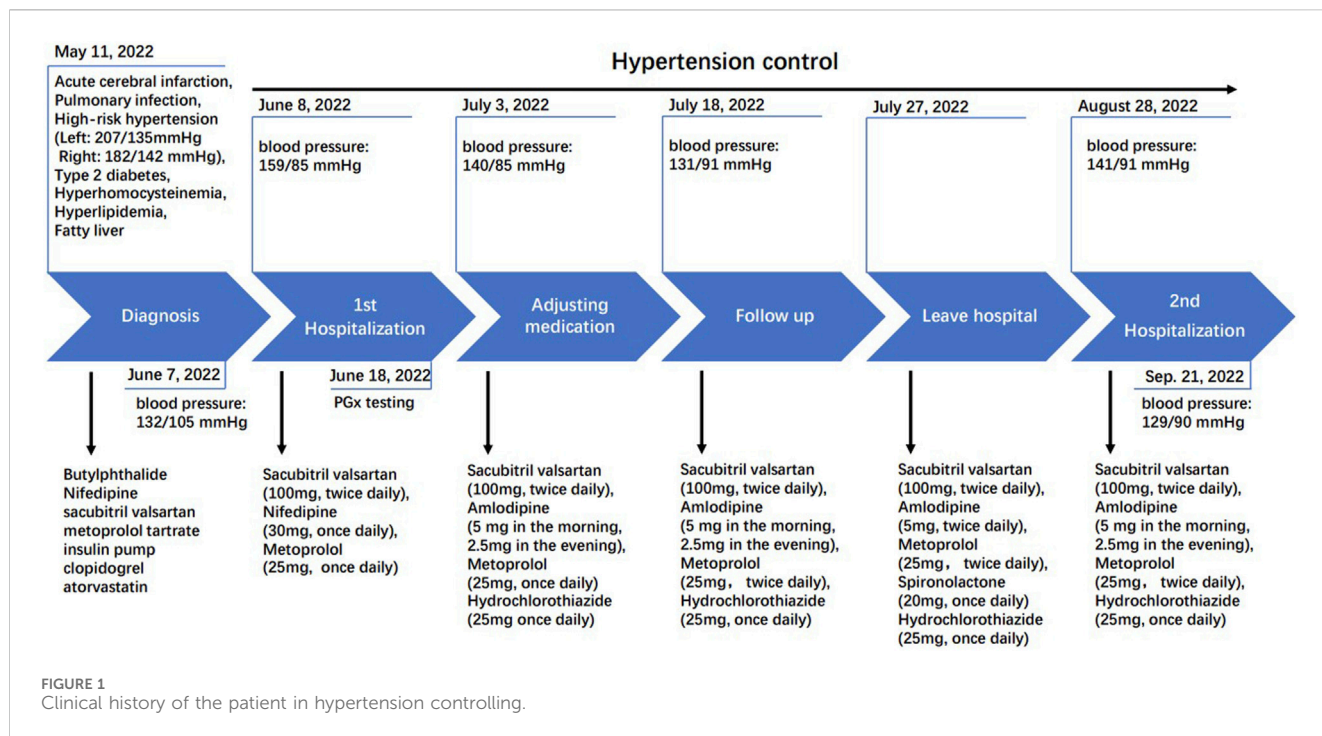 Hypertension control
May 11, 2022
Acute cerebral infarction,
Pulmonary infection,
High-risk hypertension
(Left: 207/135mmHg
Right: 182/142 mmHg),
Type 2 diabetes,
Hyperhomocysteinemia,
Hyperlipidemia,
Fatty liver
June 8, 2022
blood pressure:
159/85 mmHg
July 3, 2022
blood pressure:
140/85 mmHg
July 18, 2022
blood pressure:
131/91 mmHg
July 27, 2022
August 28, 2022
blood pressure:
141/91 mmHg
Diagnosis
1st
Hospitalization
Adjusting
medication
Follow up
Leave hospital
2nd
Hospitalization
June 7, 2022
blood pressure:
132/105 mmHg
June 18, 2022
PGx testing
Sep. 21, 2022
blood pressure:
129/90 mmHg
Butylphthalide
Nifedipine
sacubitril valsartan
metoprolol tartrate
insulin pump
clopidogrel
atorvastatin
Sacubitril valsartan
(100mg, twice daily),
Nifedipine
(30mg, once daily),
Metoprolol
(25mg, once daily)
Sacubitril valsartan
(100mg, twice daily),
Amlodipine
(5 mg in the morning,
2.5mg in the evening),
Metoprolol
(25mg, once daily)
Hydrochlorothiazide
(25mg once daily)
Sacubitril valsartan
(100mg, twice daily),
Amlodipine
(5 mg in the morning,
2.5mg in the evening),
Metoprolol
(25mg， twice daily),
Hydrochlorothiazide
(25mg, once daily)
Sacubitril valsartan
(100mg, twice daily),
Amlodipine
(5mg, twice daily),
Metoprolol
(25mg， twice daily),
Spironolactone
(20mg, once daily)
Hydrochlorothiazide
(25mg, once daily)
Sacubitril valsartan
(100mg, twice daily),
Amlodipine
(5 mg in the morning,
2.5mg in the evening),
Metoprolol
(25mg， twice daily),
Hydrochlorothiazide
(25mg, once daily)
FIGURE 1
Clinical history of the patient in hypertension controlling.